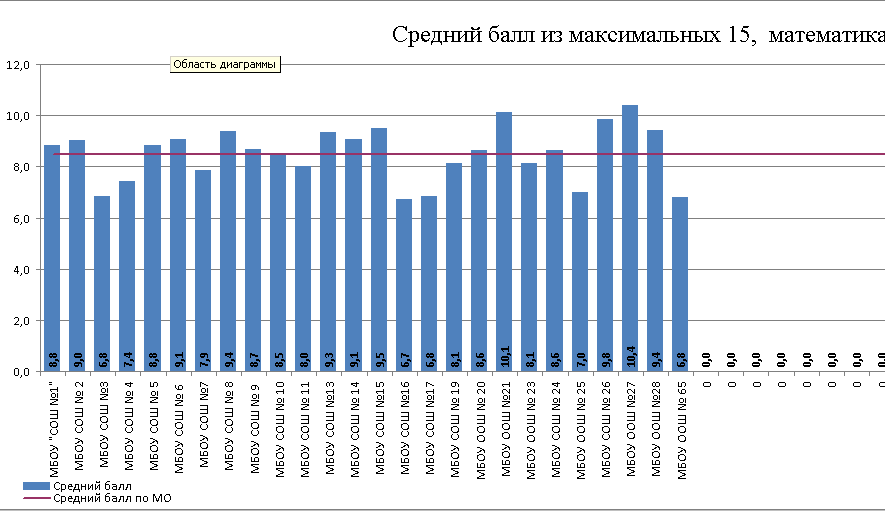 Средний балл из максимальных 15, математика
Область диаграммы
12,0
10,0
8,0
6,0
4,0
2,0
0,0
8,8
9,0
6,8
7,4
8,8
9,1
7,9
9,4
8,7
8,5
8,0
9,3
9,1
9,5
6,7
6,8
8,1
8,6
10,1
8,1
8,6
7,0
9,8
10,4
9,4
6,8
0,0
0,0
0,0
0,0
0,0
0,0
0,0
0,0
МБОУ "СОШ №1"
МБОУ СОШ № 2
МБОУ СОШ №3
МБОУ СОШ № 4
МБОУ СОШ № 5
МБОУ СОШ № 6
МБОУ СОШ №7
МБОУ СОШ № 8
МБОУ СОШ № 9
МБОУ СОШ № 10
МБОУ СОШ № 11
МБОУ СОШ №13
МБОУ СОШ № 14
МБОУ СОШ №15
МБОУ СОШ №16
МБОУ СОШ №17
МБОУ СОШ № 19
МБОУ ООШ № 20
МБОУ ООШ №21
МБОУ ООШ № 23
МБОУ СОШ № 24
МБОУ ООШ № 25
МБОУ СОШ № 26
МБОУ ООШ №27
МБОУ ООШ №28
МБОУ ООШ № 65
0
0
0
0
0
0
0
0
Средний балл
Средний балл по МО